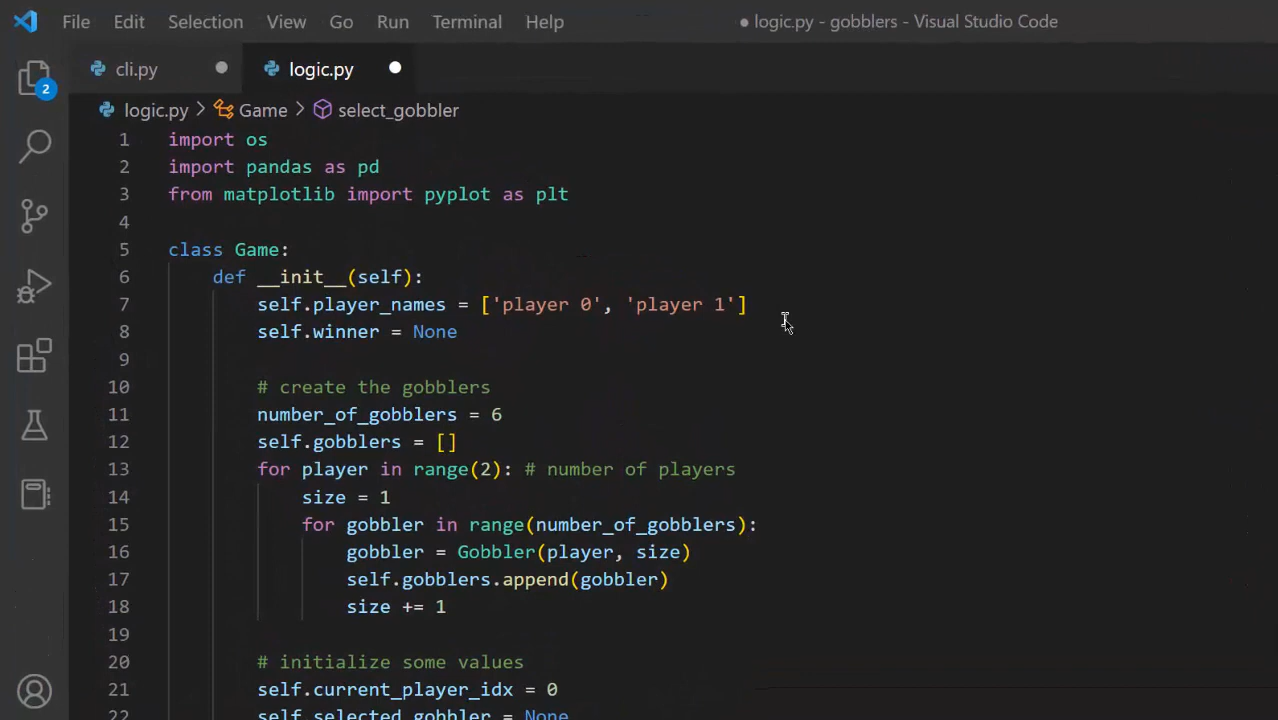 File Edit Selection View Go Run Terminal Help ● logic.py - gobblers - Visual Studio Code
cli.py logic.py
2
logic.py > Game > select_gobbler
1 import os
2 import pandas as pd
3 from matplotlib import pyplot as plt
4
5 class Game:
6 def __init__(self):
7 self.player_names = ['player 0', 'player 1']
8 self.winner = None
9
10 # create the gobblers
11 number_of_gobblers = 6
12 self.gobblers = []
13 for player in range(2): # number of players
14 size = 1
15 for gobbler in range(number_of_gobblers):
16 gobbler = Gobbler(player, size)
17 self.gobblers.append(gobbler)
18 size += 1
19
20 # initialize some values
21 self.current_player_idx = 0
22 self.selected_gobbler = None